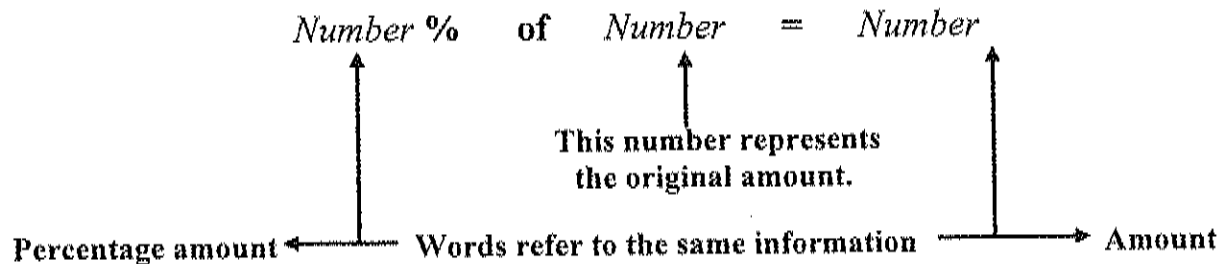 Number % of Number = Number
This number represents
the original amount.
Percentage amount Words refer to the same information Amount